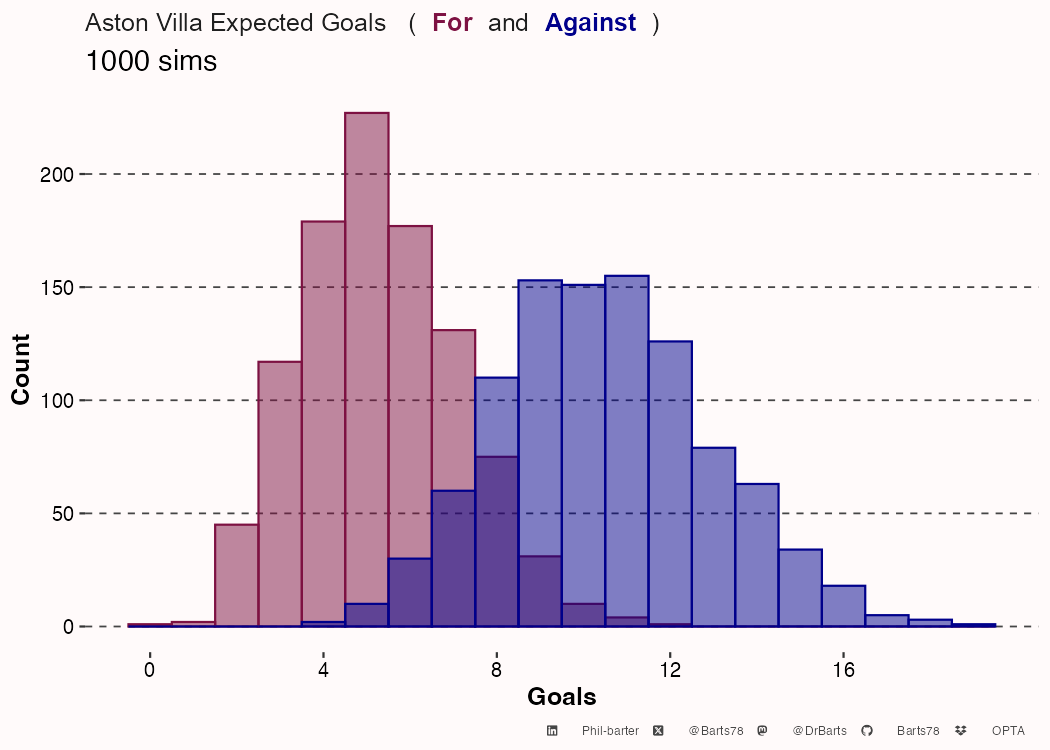 Aston Villa Expected Goals ( For and Against )
1000 sims
200
150
100
50
0
Count
0 4 8 12 16
Goals
Phil-barter @Barts78 @DrBarts Barts78 OPTA